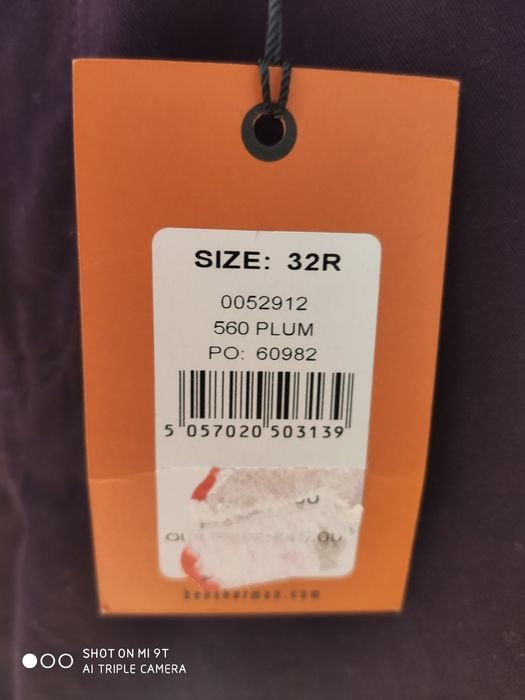 SIZE: 32R
0052912
560 PLUM
PO: 60982
5 057020 503139
bensherman.com
SHOT ON MI 9T
AI TRIPLE CAMERA